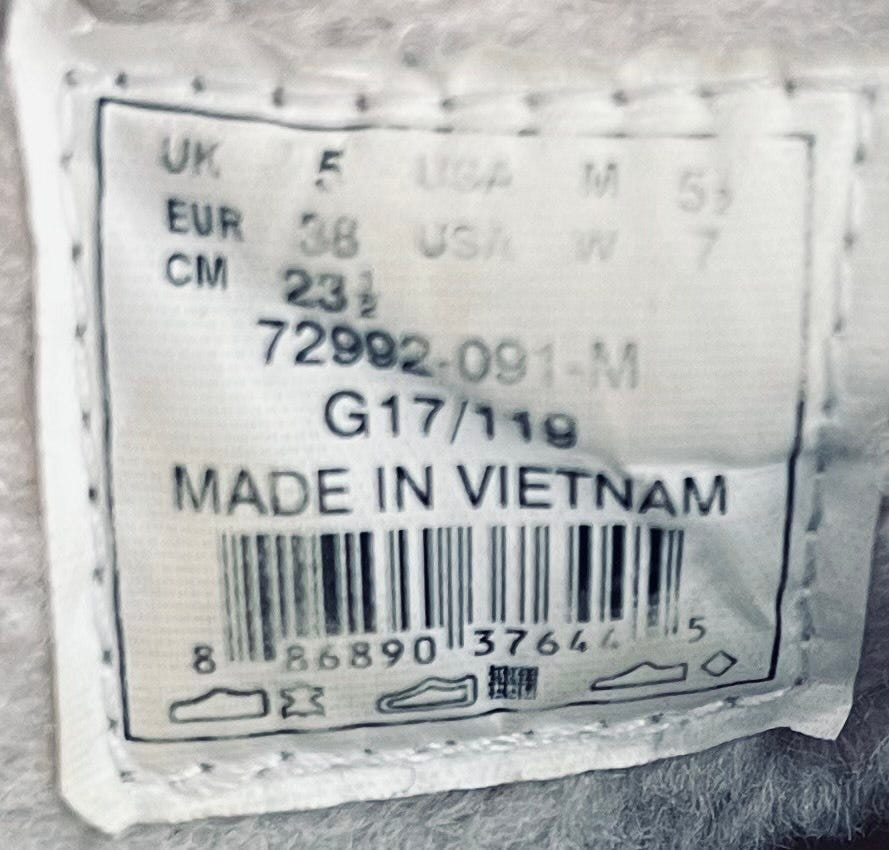 UK 5 USA M 5½
EUR 38 USA W 7
CM 23½
72992-091-M
G17/119
MADE IN VIETNAM
8 86890 37644 5